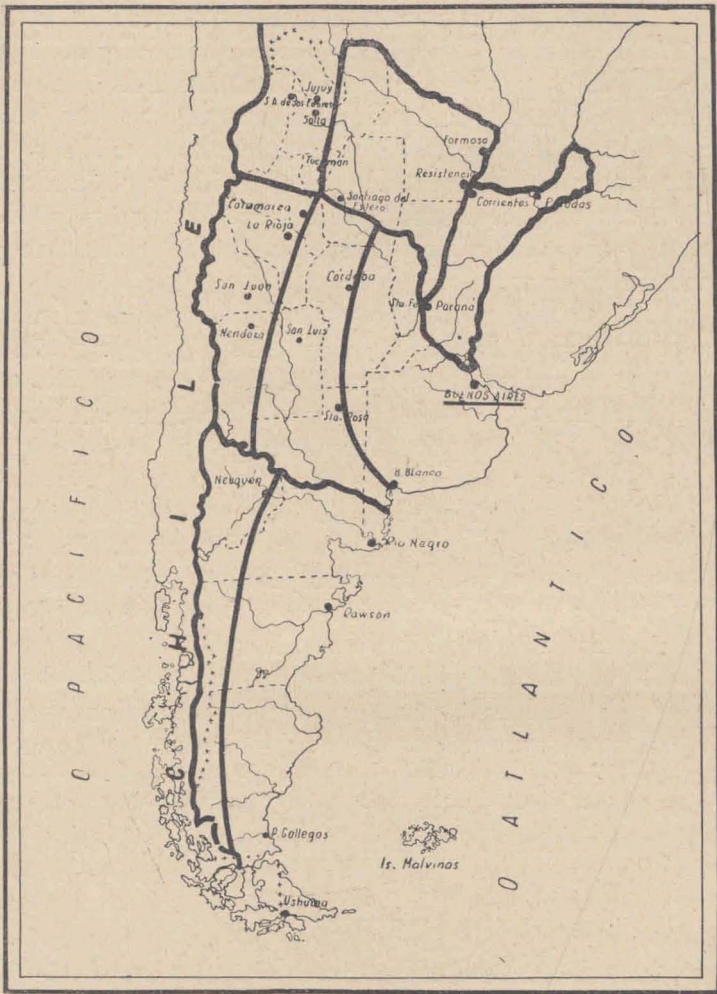 Jujuy
Salta
Tucumán
Formosa
Resistencia
Corrientes
Santiago del
Estero
Catamarca
La Rioja
Córdoba
San Juan
Sta. Fe
Paraná
Mendoza
San Luis
BUENOS AIRES
Sta. Rosa
B. Blanca
Neuquén
Río Negro
Rawson
R. Gallegos
Is. Malvinas
Ushuaia
O PACIFICO
CHILE
O ATLANTICO